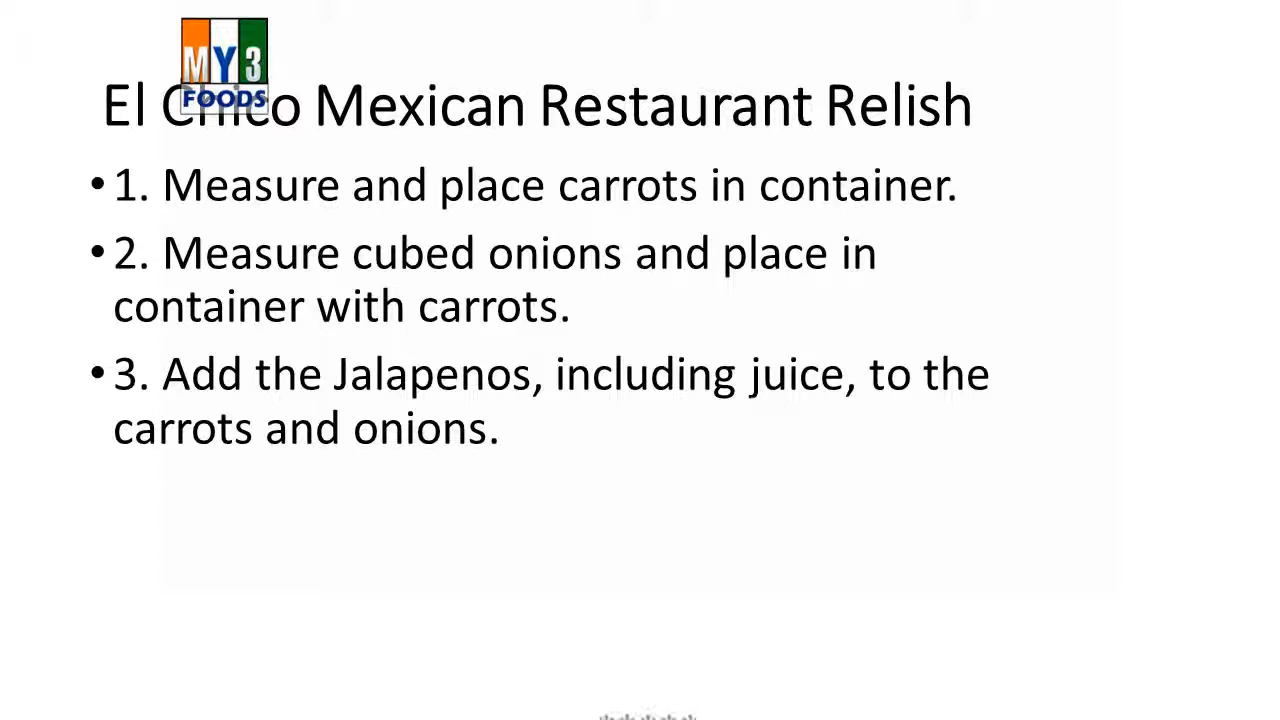 MY3
FOODS
El Chico Mexican Restaurant Relish
• 1. Measure and place carrots in container.
• 2. Measure cubed onions and place in
container with carrots.
• 3. Add the Jalapenos, including juice, to the
carrots and onions.